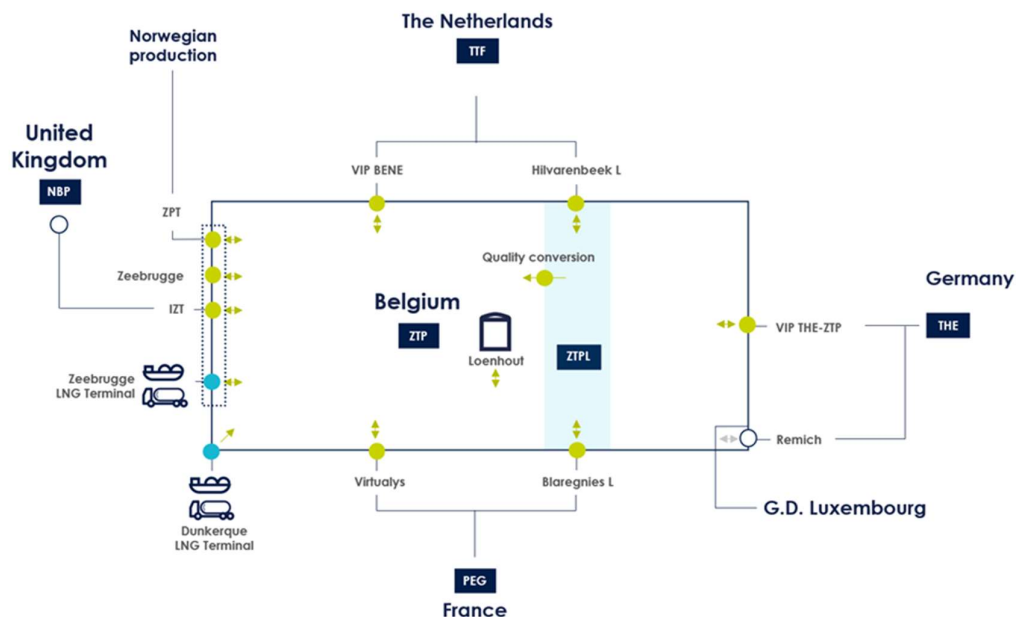 The Netherlands
TTF
Norwegian
production
United
Kingdom
NBP
VIP BENE
Hilvarenbeek L
ZPT
Zeebrugge
IZT
Quality conversion
Belgium
ZTP
Loenhout
ZTPL
Germany
THE
VIP THE-ZTP
Zeebrugge
LNG Terminal
Remich
Virtualys
Blaregnies L
G.D. Luxembourg
Dunkerque
LNG Terminal
PEG
France